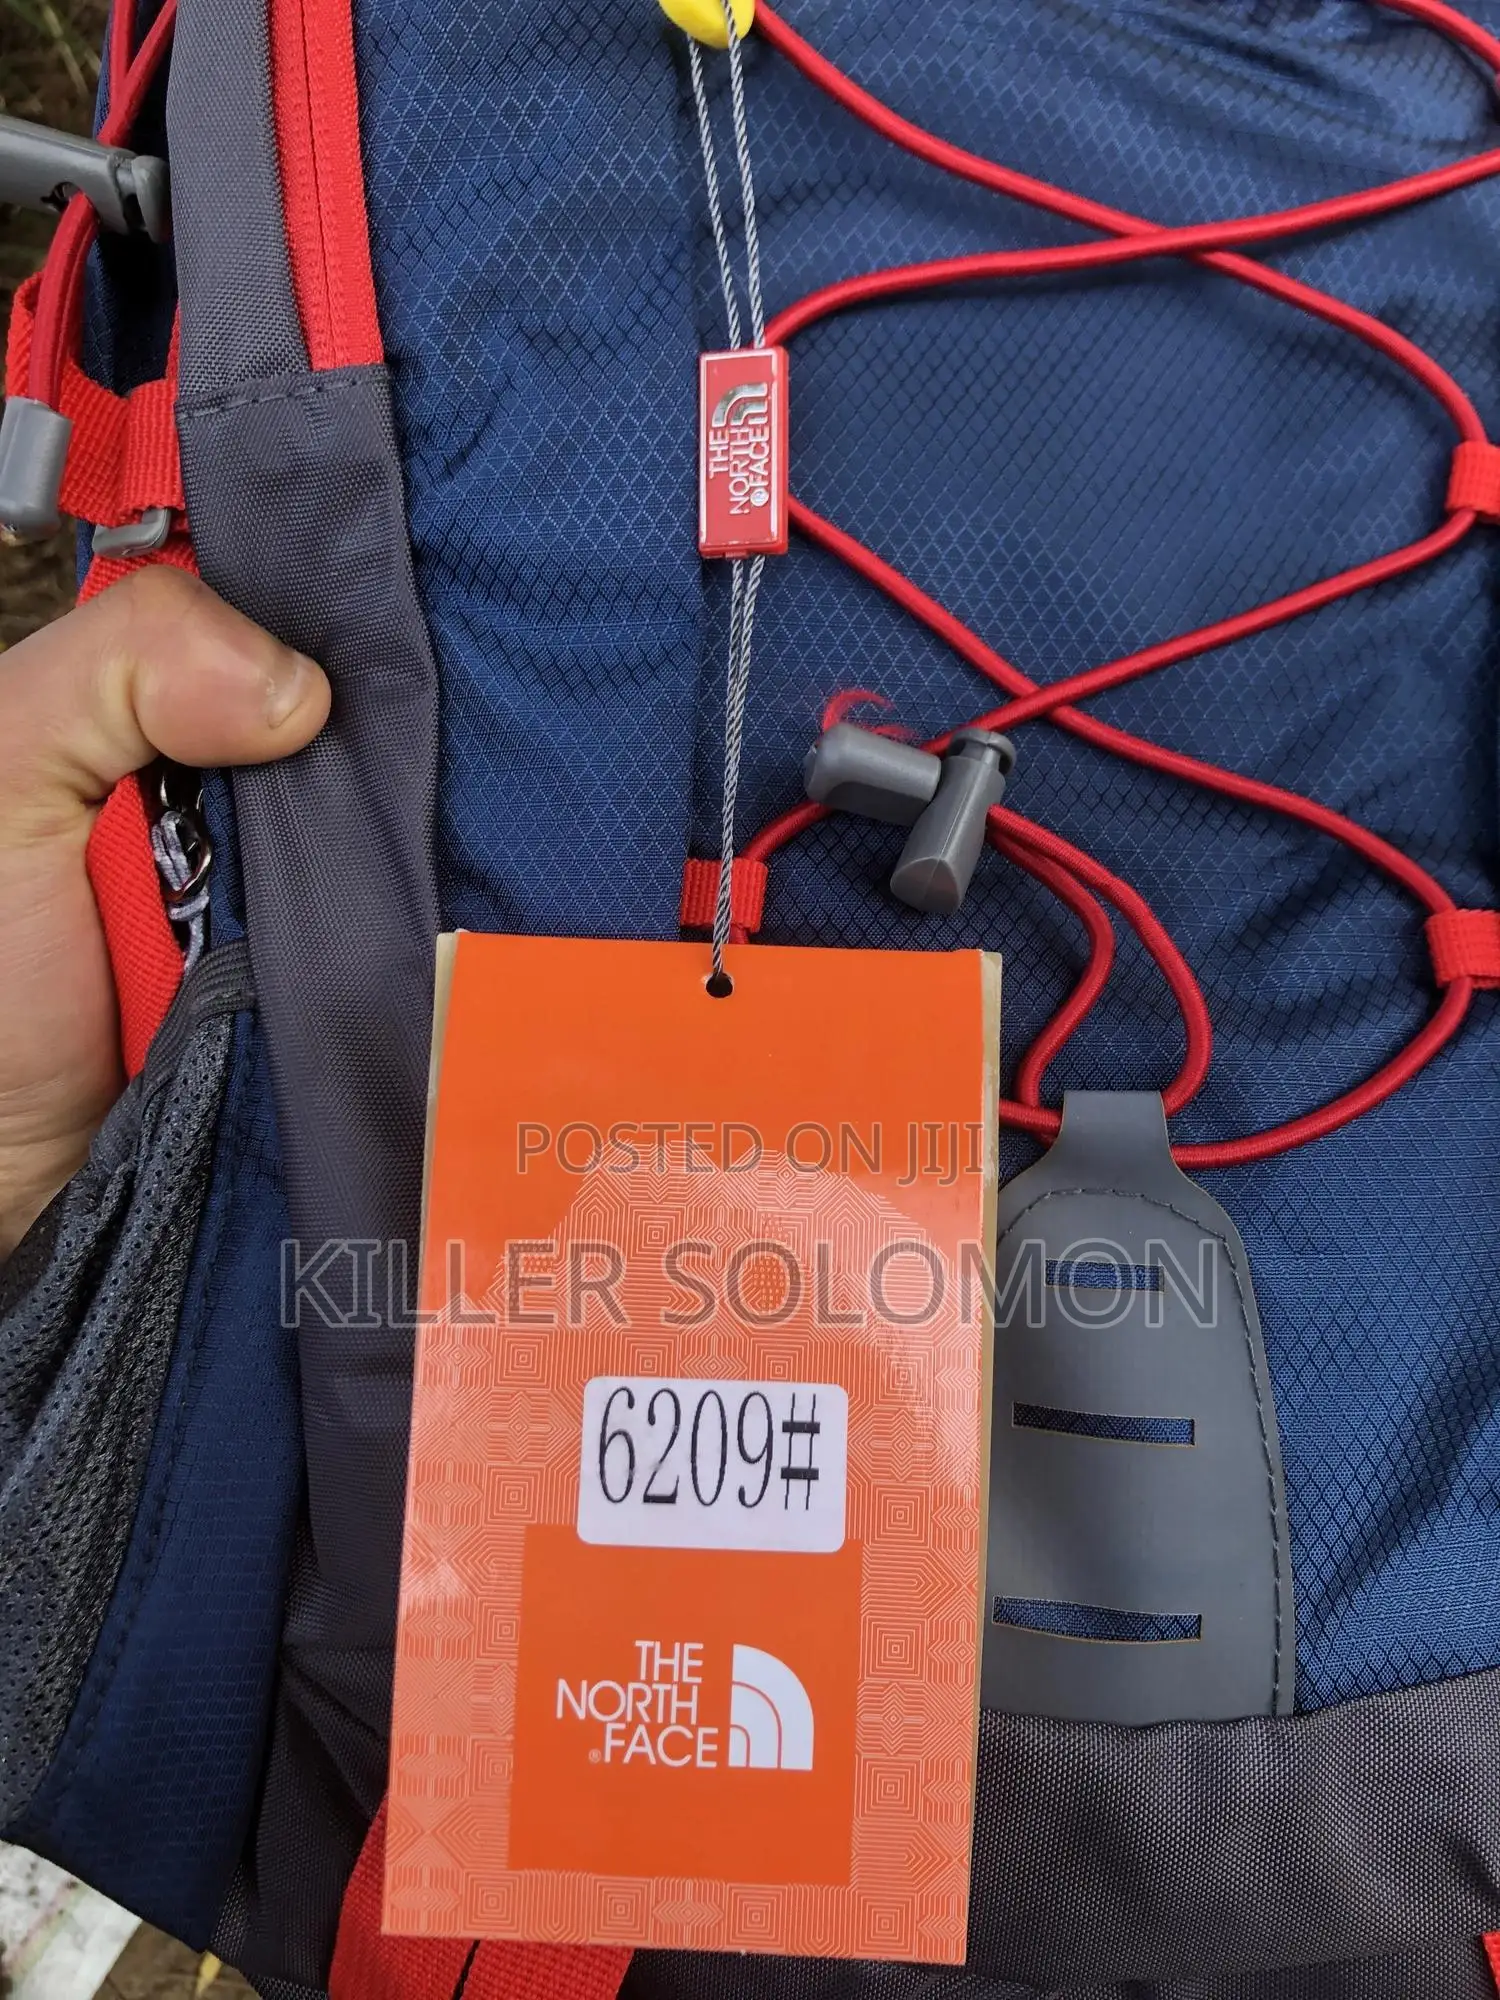 THE
NORTH
FACE®
POSTED ON JIJI
KILLER SOLOMON
6209#
THE
NORTH
®FACE